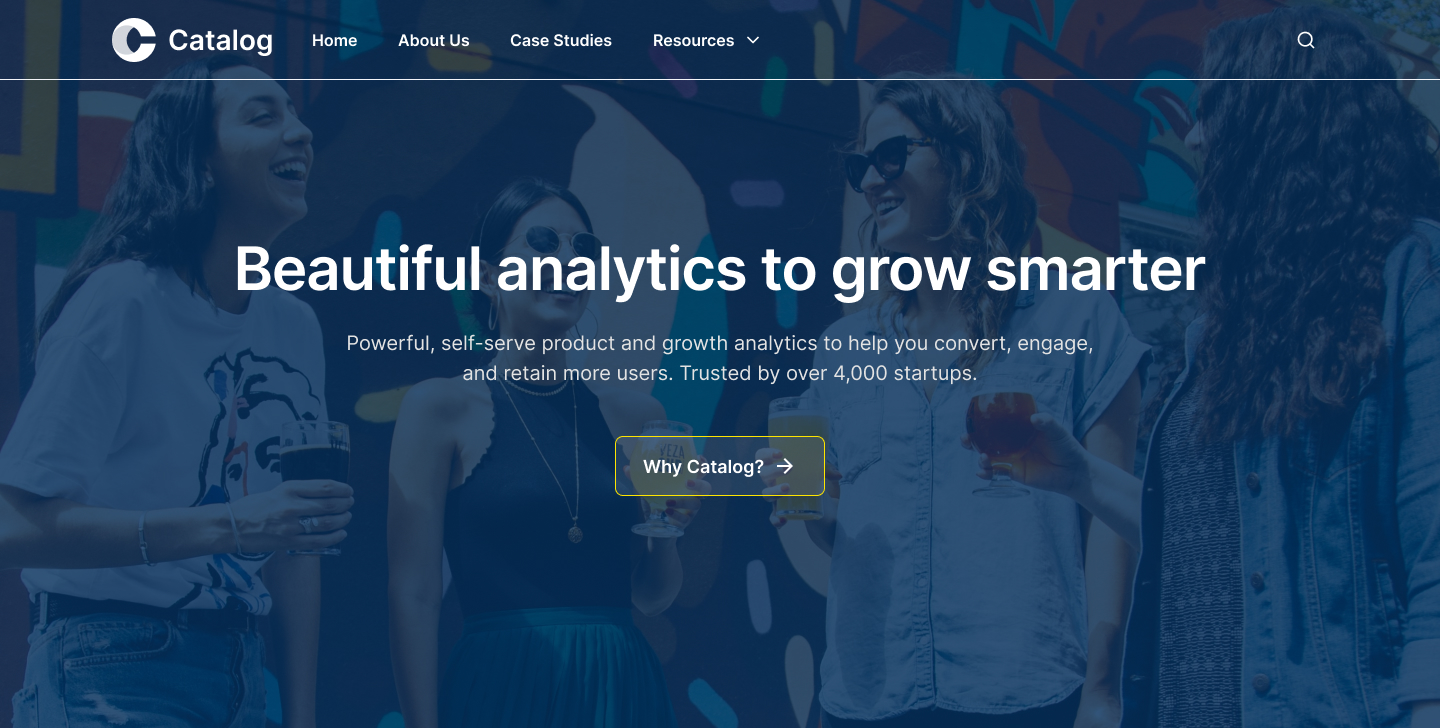 Catalog
Home
About Us
Case Studies
Resources
Beautiful analytics to grow smarter
Powerful, self-serve product and growth analytics to help you convert, engage,
and retain more users. Trusted by over 4,000 startups.
Why Catalog?